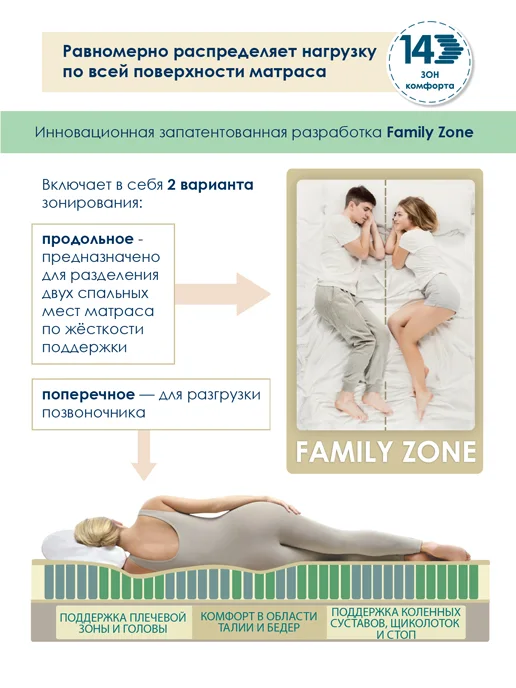 Равномерно распределяет нагрузку
по всей поверхности матраса
14
ЗОН
комфорта
Инновационная запатентованная разработка Family Zone
Включает в себя 2 варианта
зонирования:
продольное -
предназначено
для разделения
двух спальных
мест матраса
по жёсткости
поддержки
поперечное — для разгрузки
позвоночника
FAMILY ZONE
ПОДДЕРЖКА ПЛЕЧЕВОЙ
ЗОНЫ И ГОЛОВЫ
КОМФОРТ В ОБЛАСТИ
ТАЛИИ И БЕДЕР
ПОДДЕРЖКА КОЛЕННЫХ
СУСТАВОВ, ЩИКОЛОТОК
И СТОП